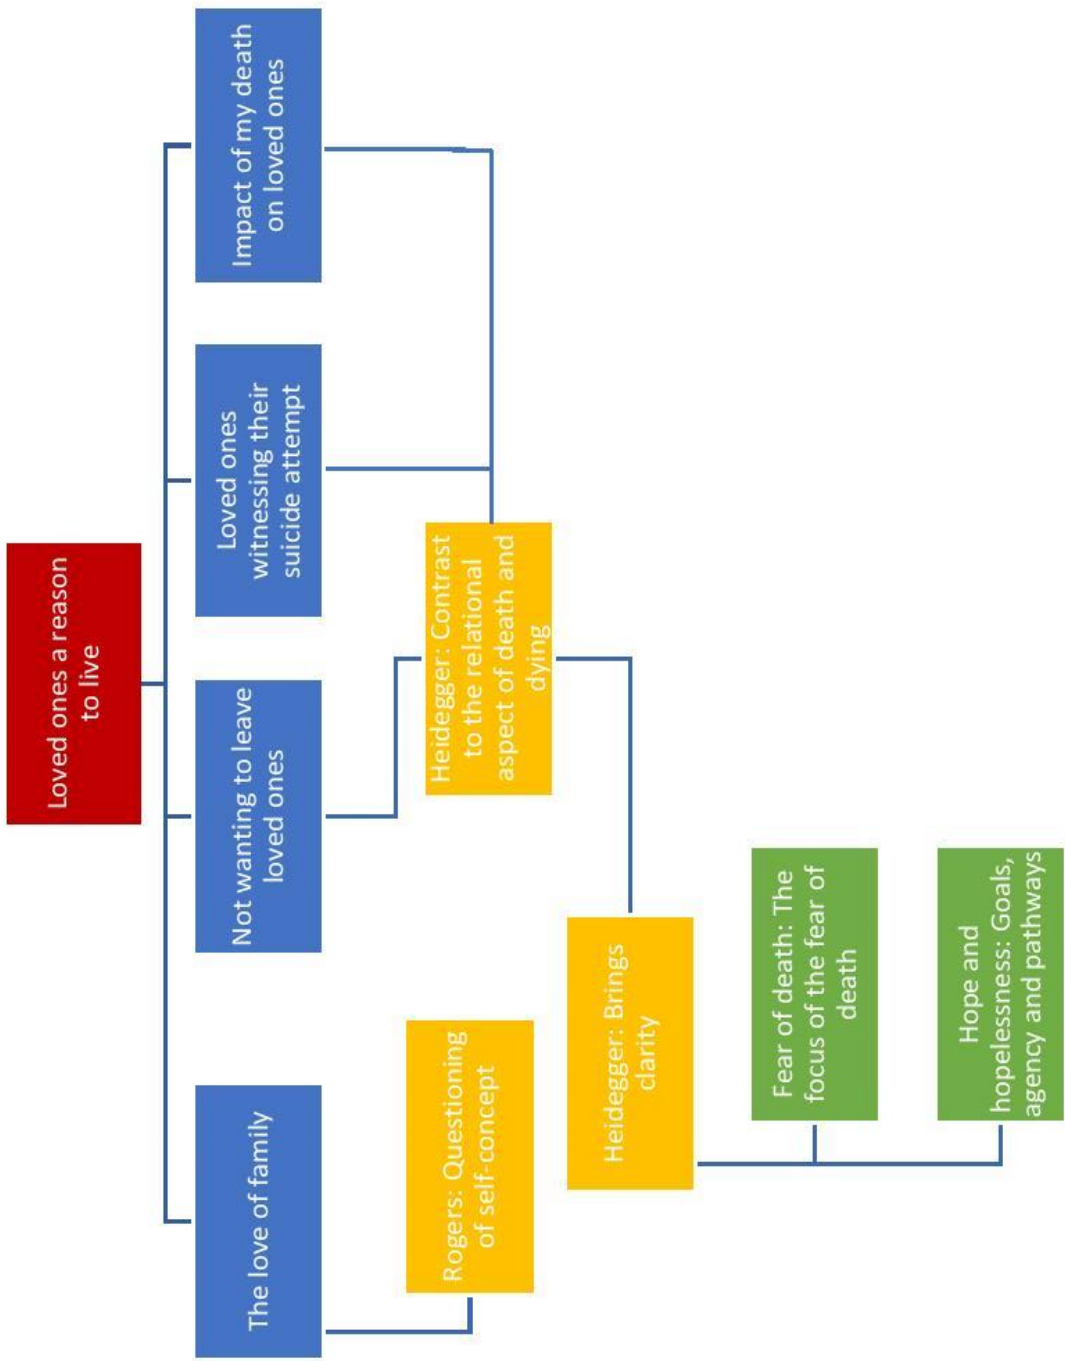 Loved ones a reason
to live
The love of family
Not wanting to leave
loved ones
Loved ones
witnessing their
suicide attempt
Impact of my death
on loved ones
Rogers: Questioning
of self-concept
Heidegger: Contrast
to the relational
aspect of death and
dying
Heidegger: Brings
clarity
Fear of death: The
focus of the fear of
death
Hope and
hopelessness: Goals,
agency and pathways